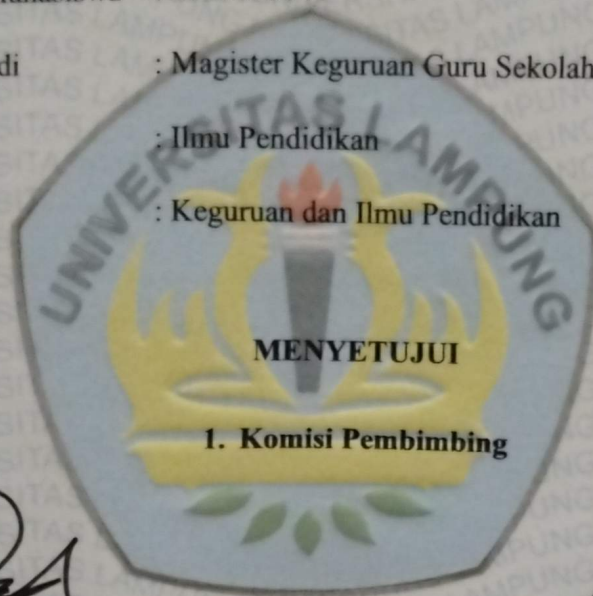 di : Magister Keguruan Guru Sekolah
: Ilmu Pendidikan
: Keguruan dan Ilmu Pendidikan
UNIVERSITAS LAMPUNG
MENYETUJUI
1. Komisi Pembimbing